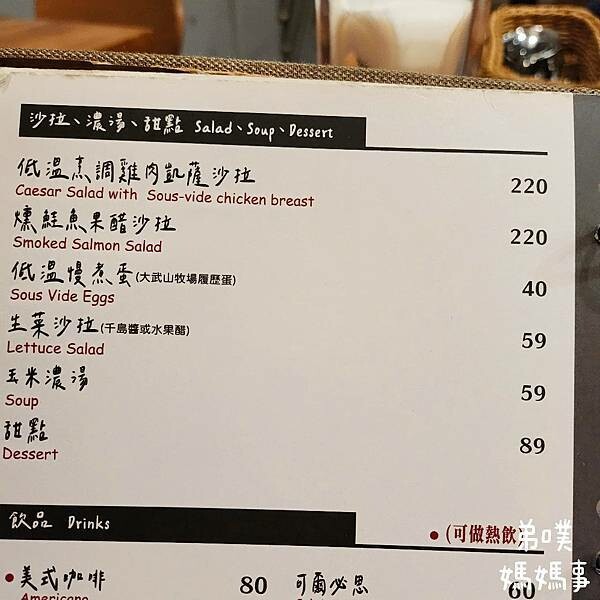 沙拉、濃湯、甜點 Salad、Soup、Dessert
低溫烹調雞肉凱薩沙拉 220
Caesar Salad with Sous-vide chicken breast
燻鮭魚果醋沙拉 220
Smoked Salmon Salad
低溫慢煮蛋(大武山牧場履歷蛋) 40
Sous Vide Eggs
生菜沙拉(千島醬或水果醋) 59
Lettuce Salad
玉米濃湯 59
Soup
甜點 89
Dessert
飲品 Drinks ●(可做熱飲)
●美式咖啡 80 可爾必思 60
Americano
弟噗
媽媽事